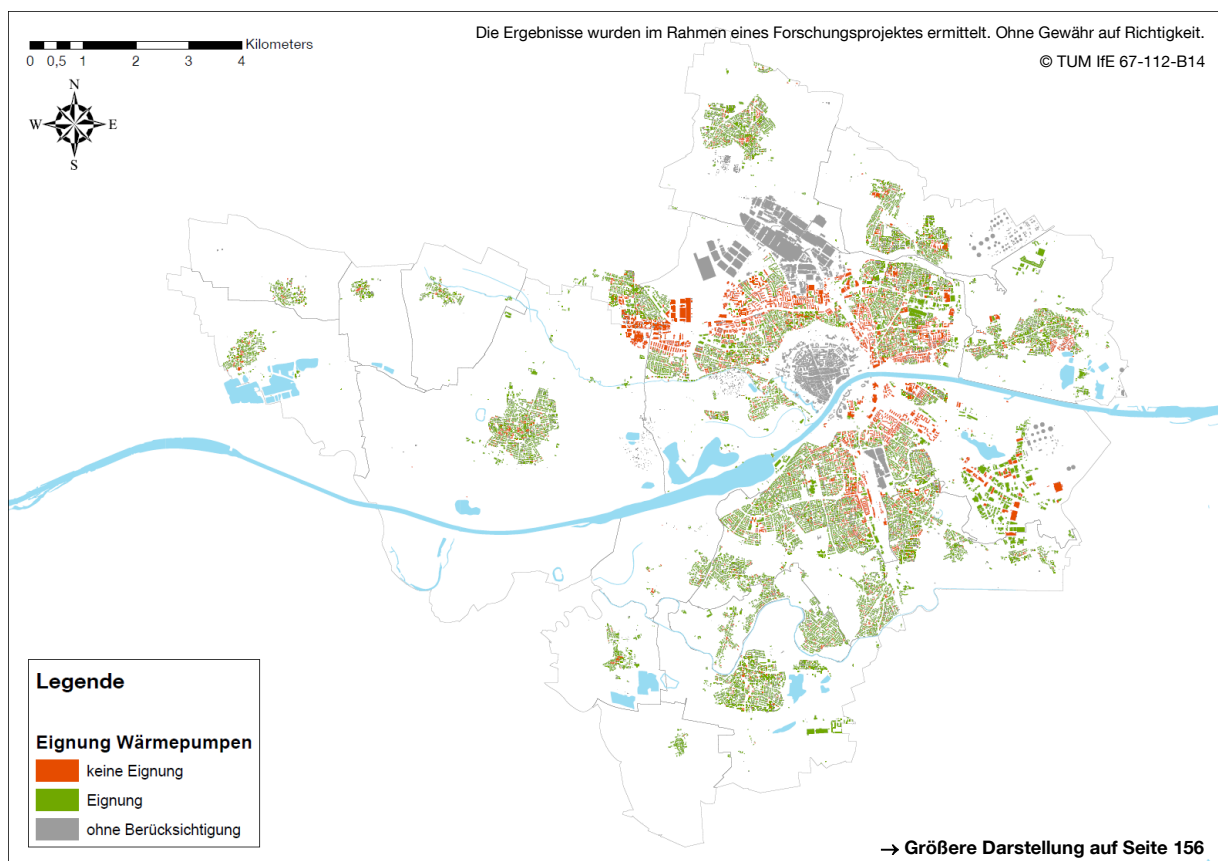 Die Ergebnisse wurden im Rahmen eines Forschungsprojektes ermittelt. Ohne Gewähr auf Richtigkeit.
© TUM IfE 67-112-B14
Kilometers
0 0,5 1 2 3 4
N
W E
S
Legende
Eignung Wärmepumpen
keine Eignung
Eignung
ohne Berücksichtigung
→ Größere Darstellung auf Seite 156